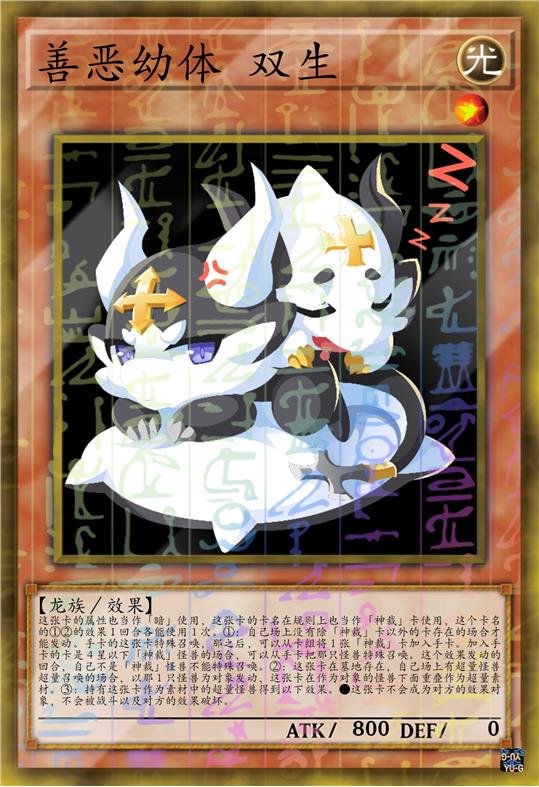 善恶幼体 双生
光
Z
Z
Z
【龙族／效果】
这张卡的属性也当作「暗」使用，这张卡的卡名在规则上也当作「神裁」卡使用，这个卡名
的①②的效果1回合各能使用1次。①：自己场上没有除「神裁」卡以外的卡存在的场合才
能发动。手卡的这张卡特殊召唤。那之后，可以从卡组将1张「神裁」卡加入手卡。加入手
卡的卡是，4星以下「神裁」怪兽的场合，可以从手卡把那只怪兽特殊召唤。这个效果发动的
回合，自己不是「神裁」怪兽不能特殊召唤。②：这张卡在墓地存在，自己场上有超量怪兽
超量召唤的场合，以那1只怪兽为对象发动，这张卡在作为对象的怪兽下面重叠作为超量素
材。③：持有这张卡作为素材中的超量怪兽得到以下效果。●这张卡不会成为对方的效果对
象，不会被战斗以及对方的效果破坏。
ATK/ 800 DEF/ 0
YU-G
YU-G